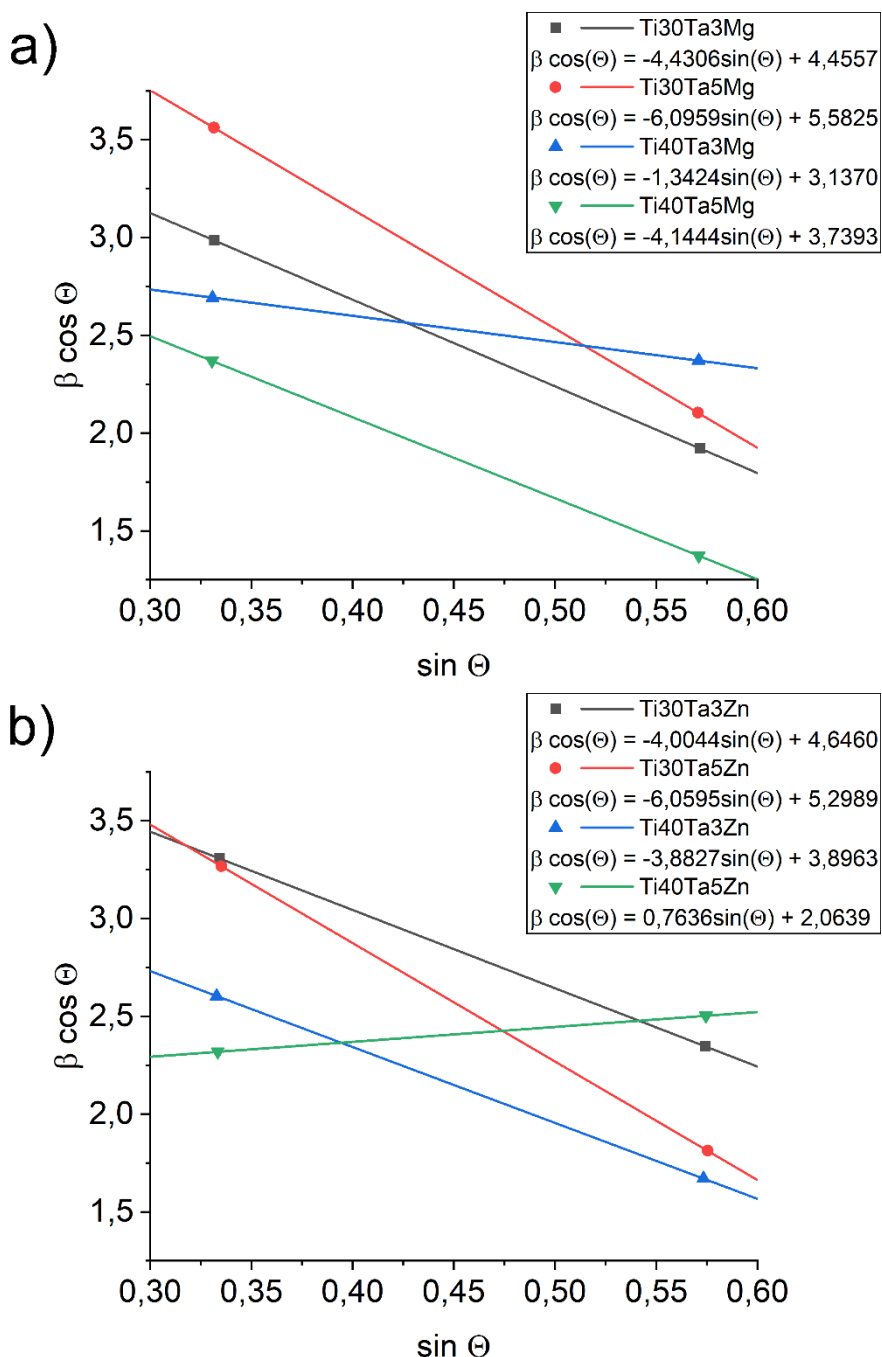 a)
Ti30Ta3Mg
β cos(Θ) = -4,4306sin(Θ) + 4,4557
Ti30Ta5Mg
β cos(Θ) = -6,0959sin(Θ) + 5,5825
Ti40Ta3Mg
β cos(Θ) = -1,3424sin(Θ) + 3,1370
Ti40Ta5Mg
β cos(Θ) = -4,1444sin(Θ) + 3,7393
3,5
3,0
2,5
2,0
1,5
β cos Θ
0,30 0,35 0,40 0,45 0,50 0,55 0,60
sin Θ
b)
Ti30Ta3Zn
β cos(Θ) = -4,0044sin(Θ) + 4,6460
Ti30Ta5Zn
β cos(Θ) = -6,0595sin(Θ) + 5,2989
Ti40Ta3Zn
β cos(Θ) = -3,8827sin(Θ) + 3,8963
Ti40Ta5Zn
β cos(Θ) = 0,7636sin(Θ) + 2,0639
3,5
3,0
2,5
2,0
1,5
β cos Θ
0,30 0,35 0,40 0,45 0,50 0,55 0,60
sin Θ